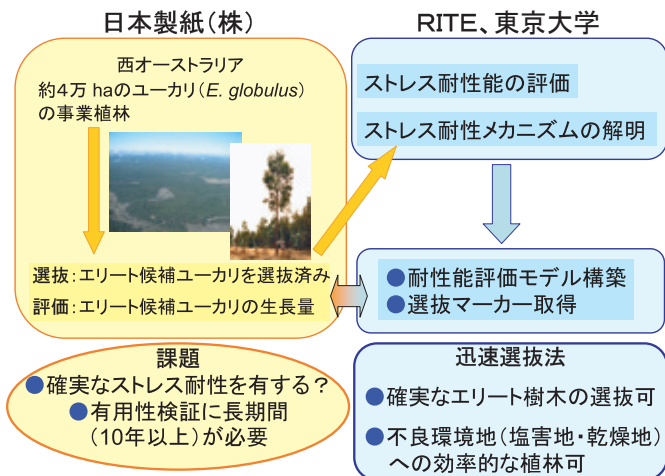 日本製紙(株)
西オーストラリア
約4万 haのユーカリ(E. globulus)
の事業植林
選抜:エリート候補ユーカリを選抜済み
評価:エリート候補ユーカリの生長量
課題
●確実なストレス耐性を有する?
●有用性検証に長期間
(10年以上)が必要
RITE、東京大学
ストレス耐性能の評価
ストレス耐性メカニズムの解明
●耐性能評価モデル構築
●選抜マーカー取得
迅速選抜法
●確実なエリート樹木の選抜可
●不良環境地(塩害地・乾燥地)
への効率的な植林可